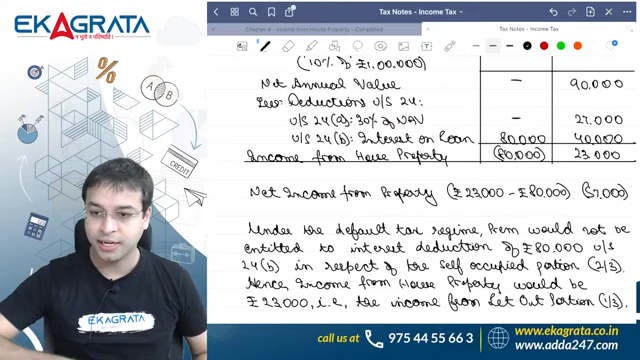 EKAGRATA
Tax Notes - Income Tax
Chapter 4 - Income from House Property - Completed
Tax Notes - Income Tax
(10% of ₹1,00,000)
Net Annual Value – 90,000
Less: Deductions U/S 24:
U/S 24(a): 30% of NAV – 27,000
U/S 24(b): Interest on Loan 80,000 40,000
Income from House Property (80,000) 23,000
Net Income from Property (₹23,000 – ₹80,000) (57,000)
Under the default tax regime, Prem would not be
entitled to interest deduction of ₹80,000 u/s
24(b) in respect of the Self occupied portion (2/3).
Hence Income from House Property would be
₹23,000, i.e., the income from Let Out Portion (1/3).
%
A
B
CREDIT
EKAGRATA
call us at 975 44 55 66 3
www.ekagrata.co.in
www.adda247.com